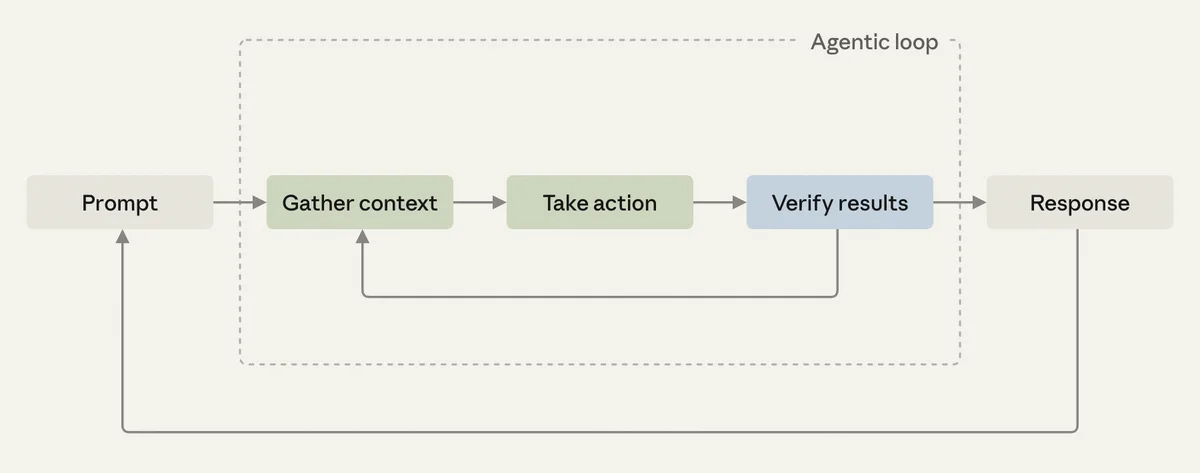 Agentic loop
Prompt
Gather context
Take action
Verify results
Response